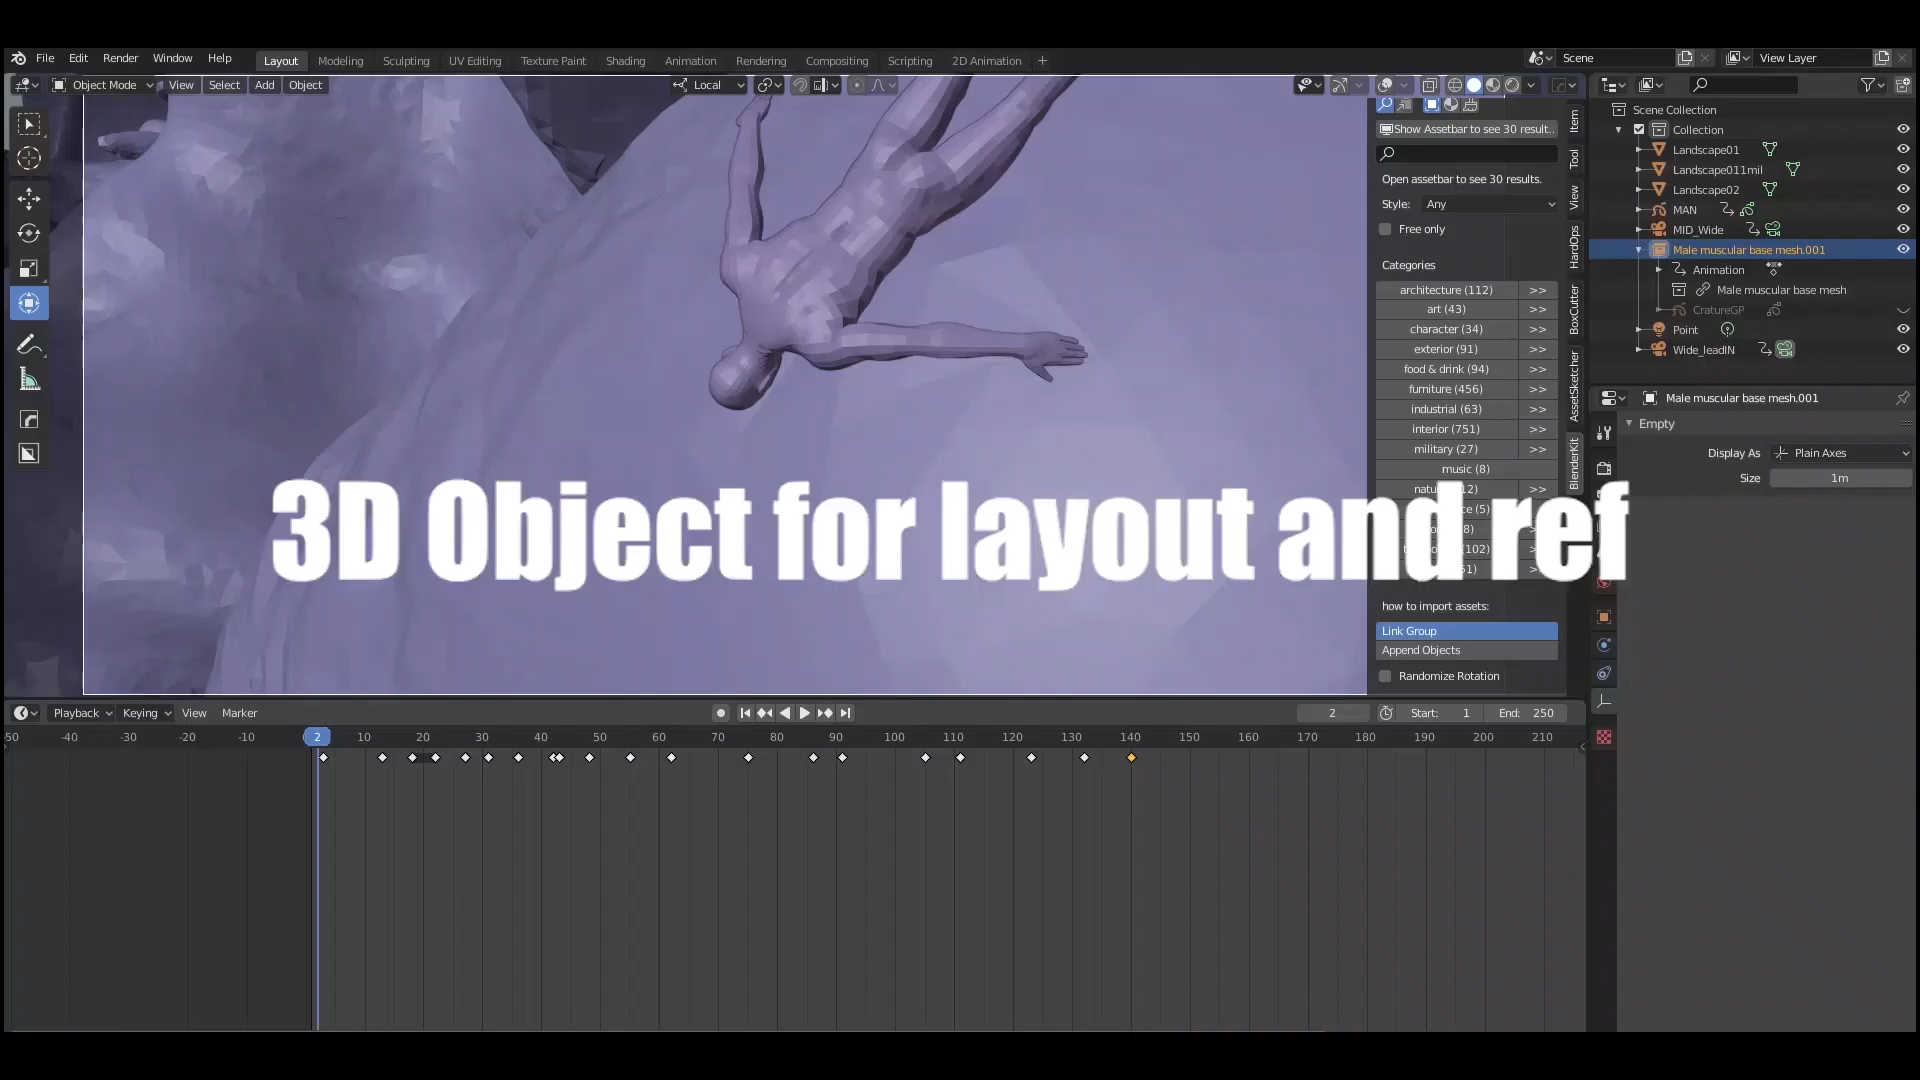 File Edit Render Window Help Layout Modeling Sculpting UV Editing Texture Paint Shading Animation Rendering Compositing Scripting 2D Animation + Scene View Layer
Object Mode View Select Add Object Local
Show Assetbar to see 30 result..
Open assetbar to see 30 results.
Style: Any
Free only
Categories
architecture (112) >>
art (43) >>
character (34) >>
exterior (91) >>
food & drink (94) >>
furniture (456) >>
industrial (63) >>
interior (751) >>
military (27) >>
music (8)
how to import assets:
Link Group
Append Objects
Randomize Rotation
Item
Tool
View
HardOps
BoxCutter
AssetSketcher
BlenderKit
3D Object for layout and ref
Scene Collection
Collection
Landscape01
Landscape011mil
Landscape02
MAN
MID_Wide
Male muscular base mesh.001
Animation
Male muscular base mesh
CratureGP
Point
Wide_leadIN
Male muscular base mesh.001
Empty
Display As Plain Axes
Size 1m
Playback Keying View Marker 2 Start: 1 End: 250
-50 -40 -30 -20 -10 2 10 20 30 40 50 60 70 80 90 100 110 120 130 140 150 160 170 180 190 200 210